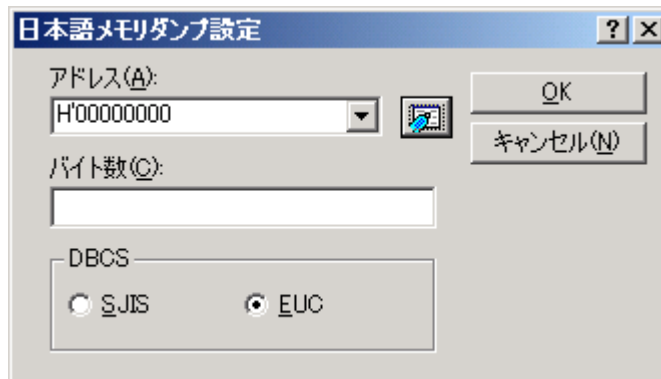 日本語メモリダンプ設定
アドレス(A):
H'00000000
OK
キャンセル(N)
バイト数(C):
DBCS
SJIS
EUC